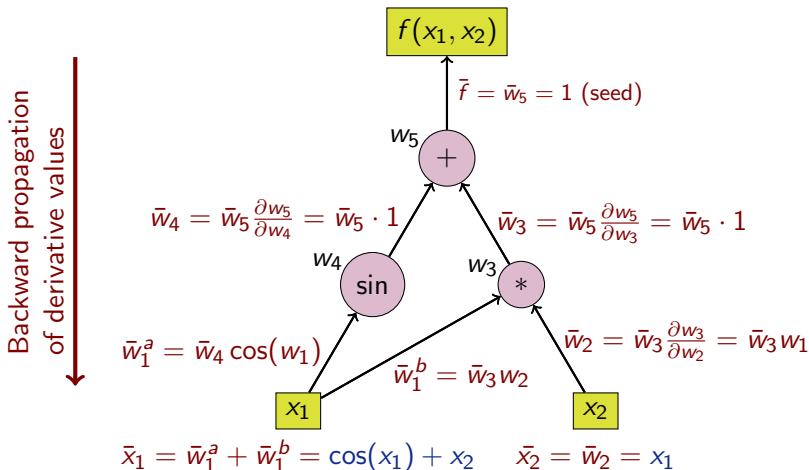 f(x₁, x₂)
f̄ = w̄₅ = 1 (seed)
w₅
+
Backward propagation
of derivative values
w̄₄ = w̄₅ ∂w₅/∂w₄ = w̄₅ · 1
w̄₃ = w̄₅ ∂w₅/∂w₃ = w̄₅ · 1
w₄
sin
w₃
*
w̄₁ᵃ = w̄₄ cos(w₁)
w̄₂ = w̄₃ ∂w₃/∂w₂ = w̄₃w₁
w̄₁ᵇ = w̄₃w₂
x₁
x₂
x̄₁ = w̄₁ᵃ + w̄₁ᵇ = cos(x₁) + x₂
x̄₂ = w̄₂ = x₁